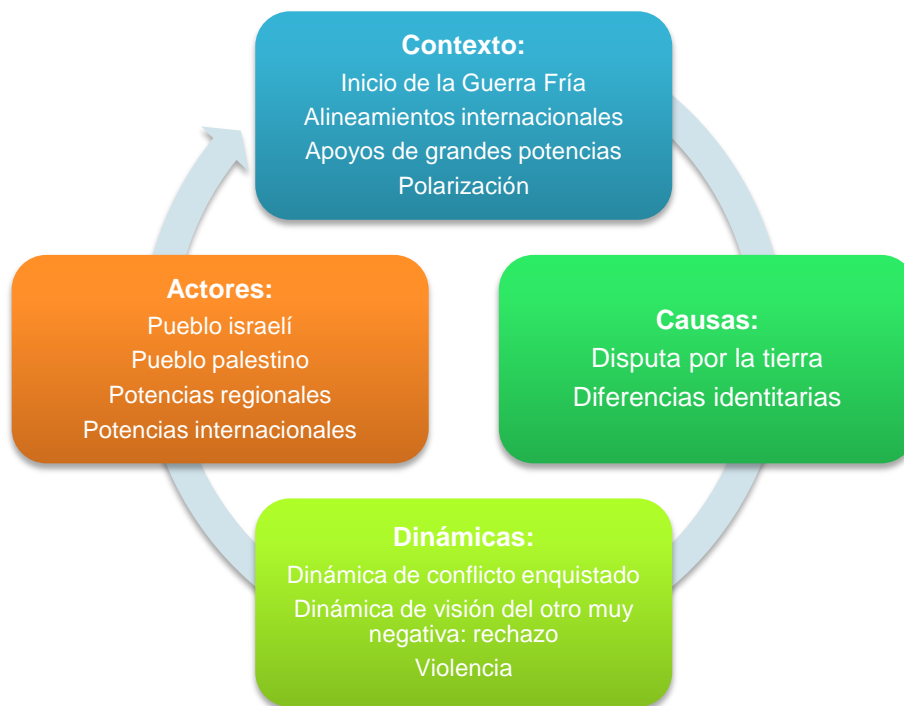 Contexto:
Inicio de la Guerra Fría
Alineamientos internacionales
Apoyos de grandes potencias
Polarización
Causas:
Disputa por la tierra
Diferencias identitarias
Dinámicas:
Dinámica de conflicto enquistado
Dinámica de visión del otro muy
negativa: rechazo
Violencia
Actores:
Pueblo israelí
Pueblo palestino
Potencias regionales
Potencias internacionales